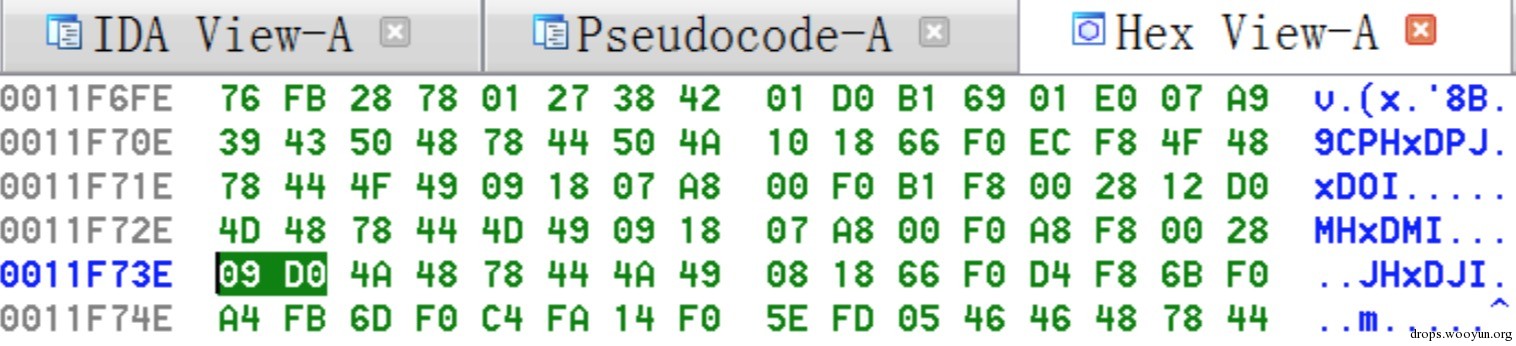 IDA View-A Pseudocode-A Hex View-A
0011F6FE 76 FB 28 78 01 27 38 42 01 D0 B1 69 01 E0 07 A9 v.(x.'8B.
0011F70E 39 43 50 48 78 44 50 4A 10 18 66 F0 EC F8 4F 48 9CPHxDPJ.
0011F71E 78 44 4F 49 09 18 07 A8 00 F0 B1 F8 00 28 12 D0 xDOI.....
0011F72E 4D 48 78 44 4D 49 09 18 07 A8 00 F0 A8 F8 00 28 MHxDMI...
0011F73E 09 D0 4A 48 78 44 4A 49 08 18 66 F0 D4 F8 6B F0 ..JHxDJI.
0011F74E A4 FB 6D F0 C4 FA 14 F0 5E FD 05 46 46 48 78 44 ..m.....^
drops.wooyun.org